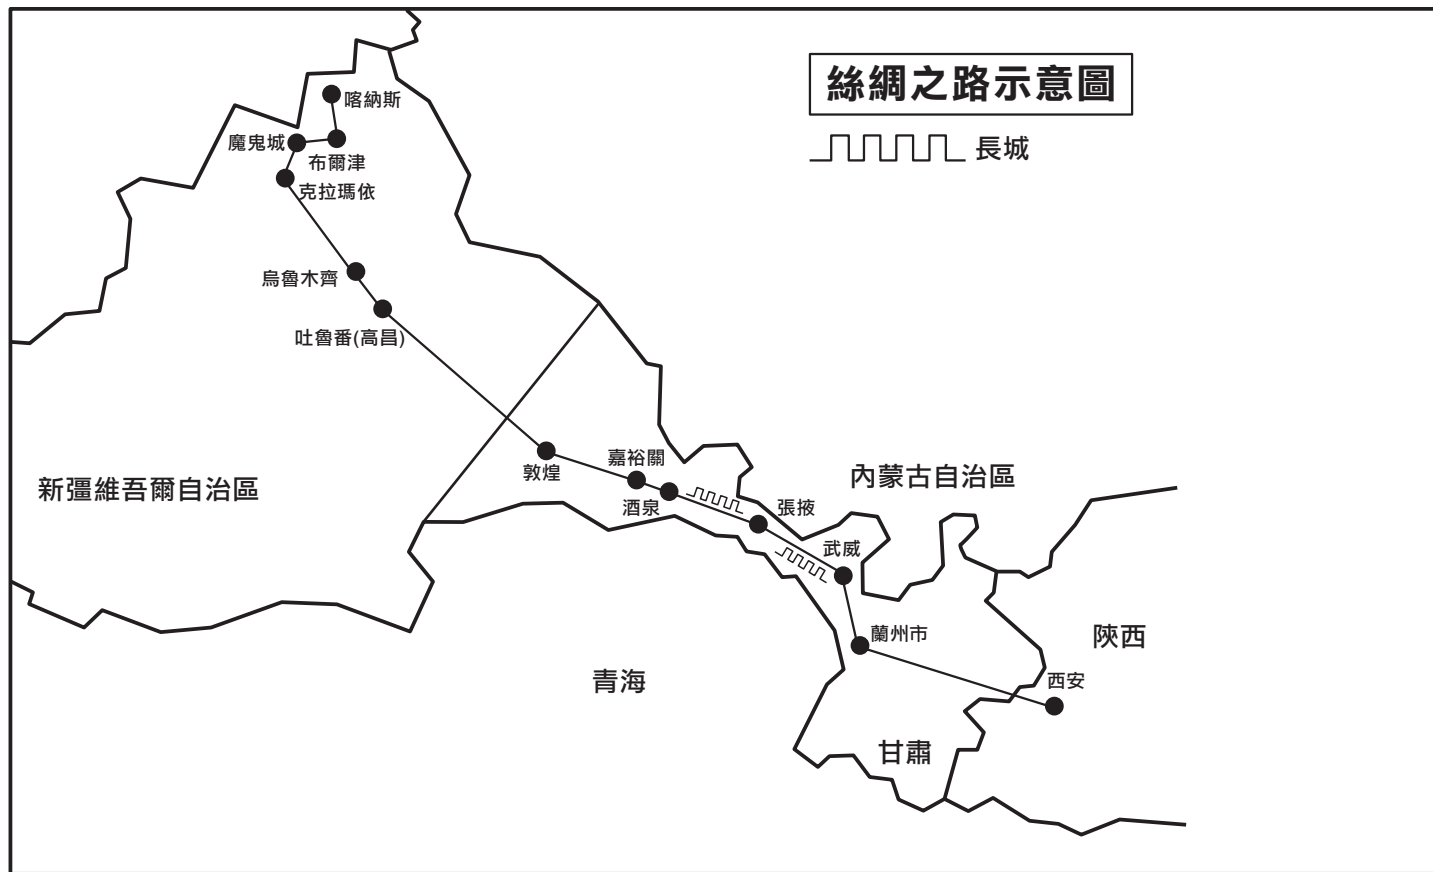 絲綢之路示意圖
長城
喀納斯
魔鬼城
布爾津
克拉瑪依
烏魯木齊
吐魯番(高昌)
新疆維吾爾自治區
敦煌
嘉裕關
酒泉
張掖
內蒙古自治區
武威
蘭州市
陝西
西安
青海
甘肅